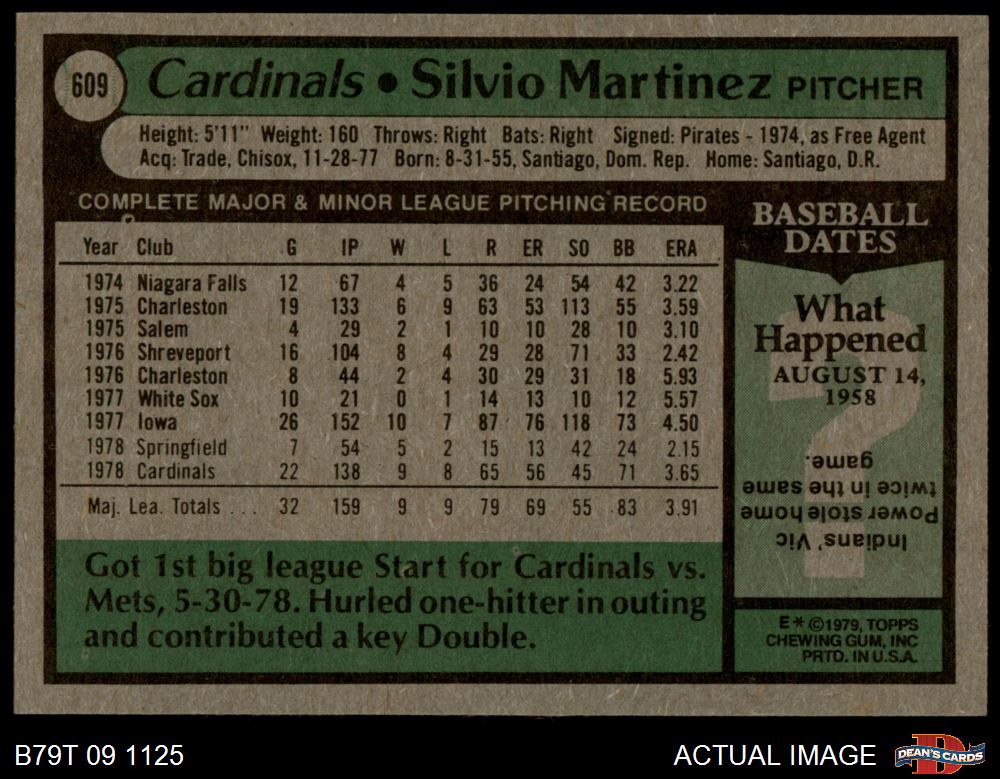 609 Cardinals • Silvio Martinez PITCHER
Height: 5'11" Weight: 160 Throws: Right Bats: Right Signed: Pirates - 1974, as Free Agent
Acq: Trade, Chisox, 11-28-77 Born: 8-31-55, Santiago, Dom. Rep. Home: Santiago, D.R.
COMPLETE MAJOR & MINOR LEAGUE PITCHING RECORD
Year Club G IP W L R ER SO BB ERA
1974 Niagara Falls 12 67 4 5 36 24 54 42 3.22
1975 Charleston 19 133 6 9 63 53 113 55 3.59
1975 Salem 4 29 2 1 10 10 28 10 3.10
1976 Shreveport 16 104 8 4 29 28 71 33 2.42
1976 Charleston 8 44 2 4 30 29 31 18 5.93
1977 White Sox 10 21 0 1 14 13 10 12 5.57
1977 Iowa 26 152 10 7 87 76 118 73 4.50
1978 Springfield 7 54 5 2 15 13 42 24 2.15
1978 Cardinals 22 138 9 8 65 56 45 71 3.65
Maj. Lea. Totals ... 32 159 9 9 79 69 55 83 3.91
Got 1st big league Start for Cardinals vs.
Mets, 5-30-78. Hurled one-hitter in outing
and contributed a key Double.
BASEBALL
DATES
What
Happened
AUGUST 14,
1958
?
Indians' Vic
Power stole home
twice in the same
game.
E*©1979, TOPPS
CHEWING GUM, INC
PRTD. IN U.S.A.
B79T 09 1125
ACTUAL IMAGE
DEAN'S CARDS